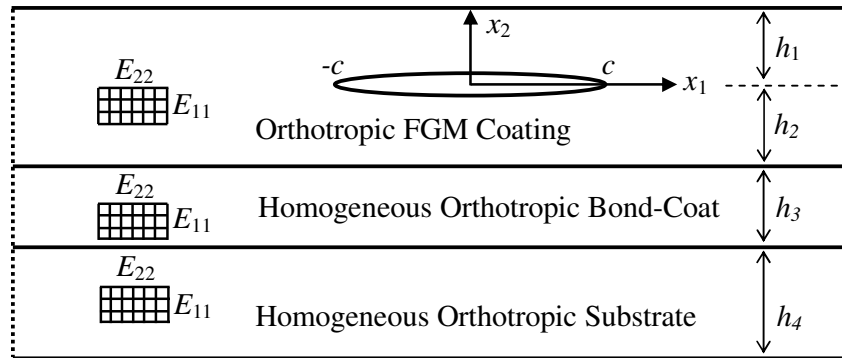 x2
h1
-c
c
E22
x1
E11
Orthotropic FGM Coating
h2
E22
Homogeneous Orthotropic Bond-Coat
E11
h3
E22
E11
Homogeneous Orthotropic Substrate
h4